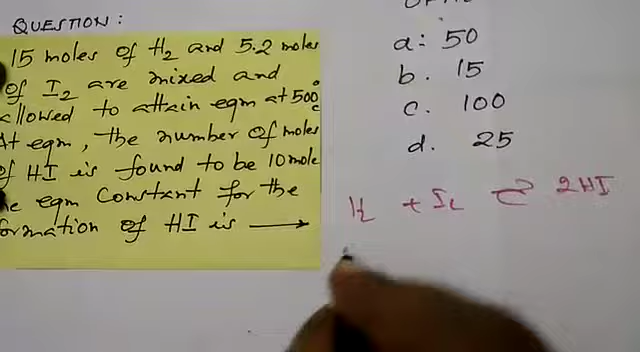 QUESTION:
15 moles of H2 and 5.2 moles
of I2 are mixed and
allowed to attain eqm at 500°C
At eqm, the number of moles
of HI is found to be 10 mole
he eqm constant for the
formation of HI is →
a: 50
b. 15
c. 100
d. 25
H2 + I2 ⇌ 2HI